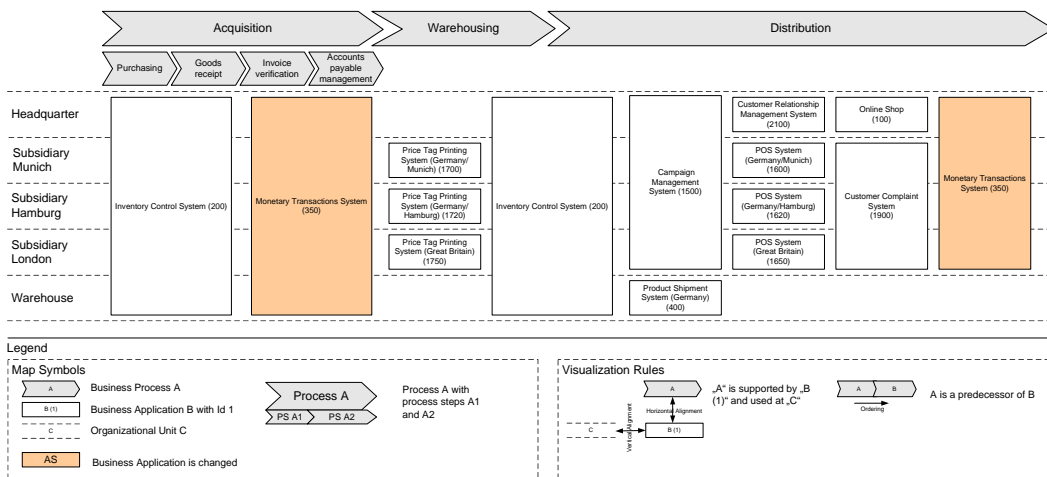 Acquisition
Warehousing
Distribution
Purchasing
Goods
receipt
Invoice
verification
Accounts
payable
management
Headquarter
Subsidiary
Munich
Subsidiary
Hamburg
Subsidiary
London
Warehouse
Inventory Control System (200)
Monetary Transactions System
(350)
Price Tag Printing
System (Germany/
Munich) (1700)
Price Tag Printing
System (Germany/
Hamburg) (1720)
Price Tag Printing
System (Great Britain)
(1750)
Inventory Control System (200)
Campaign
Management
System (1500)
Product Shipment
System (Germany)
(400)
Customer Relationship
Management System
(2100)
POS System
(Germany/Munich)
(1600)
POS System
(Germany/Hamburg)
(1620)
POS System
(Great Britain)
(1650)
Online Shop
(100)
Customer Complaint
System
(1900)
Monetary Transactions
System (350)
Legend
Map Symbols
A
Business Process A
B (1)
Business Application B with Id 1
C
Organizational Unit C
AS
Business Application is changed
Process A
PS A1
PS A2
Process A with
process steps A1
and A2
Visualization Rules
A
Horizontal Alignment
B (1)
C
Vertical Alignment
„A“ is supported by „B
(1)“ and used at „C“
A
B
Ordering
A is a predecessor of B